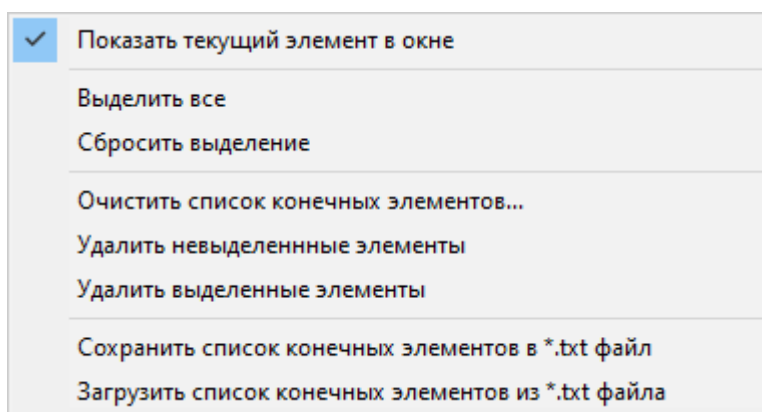 Показать текущий элемент в окне
Выделить все
Сбросить выделение
Очистить список конечных элементов...
Удалить невыделеннные элементы
Удалить выделенные элементы
Сохранить список конечных элементов в *.txt файл
Загрузить список конечных элементов из *.txt файла